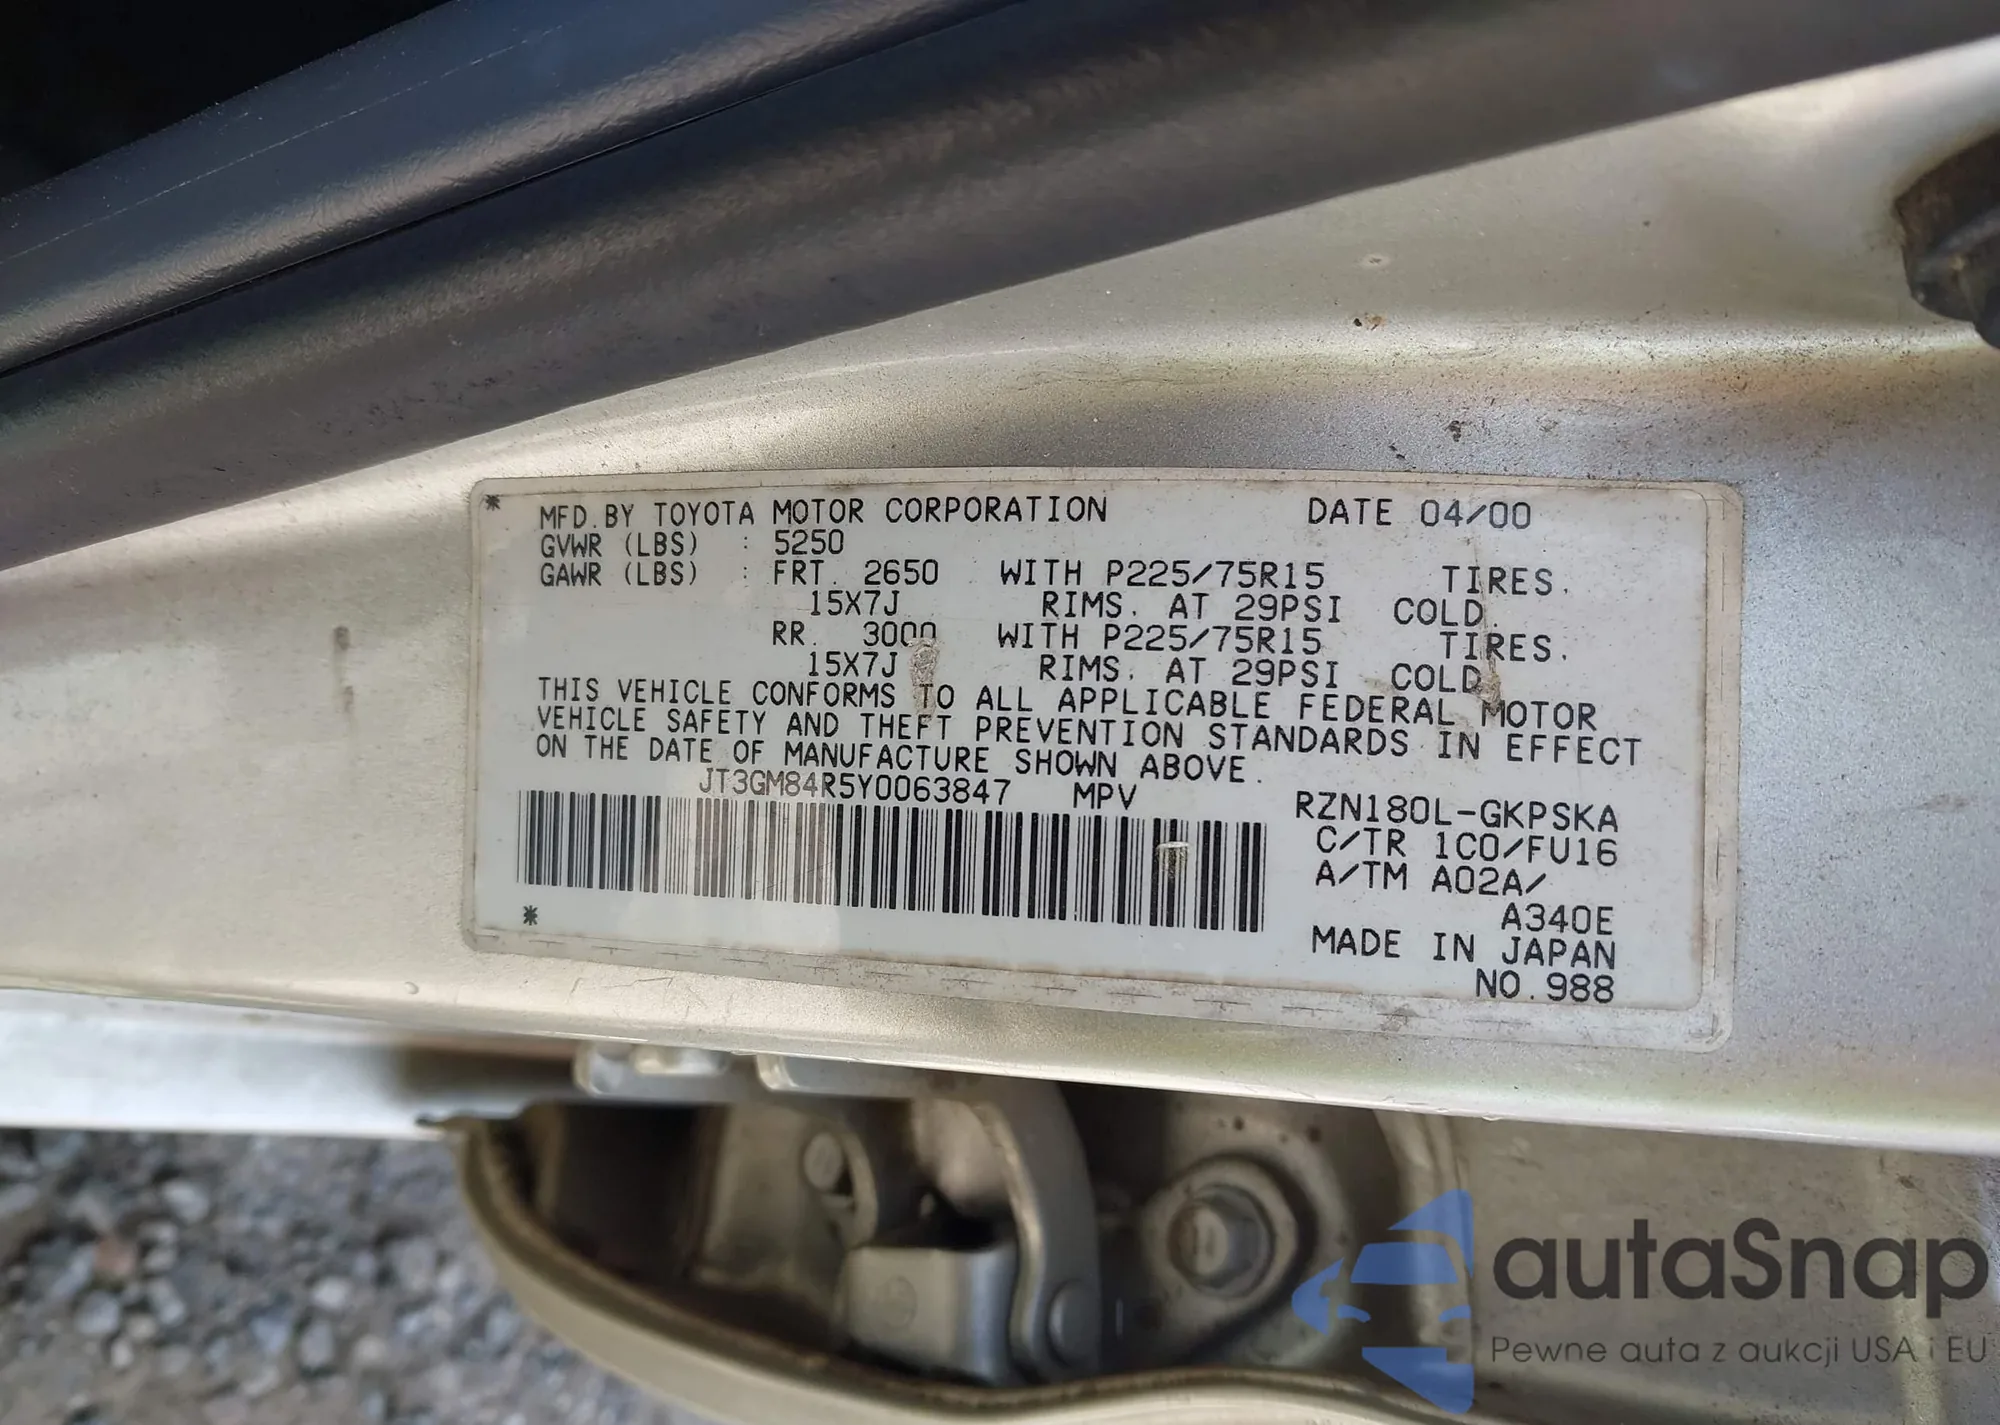 * MFD. BY TOYOTA MOTOR CORPORATION DATE 04/00
GVWR (LBS) : 5250
GAWR (LBS) : FRT. 2650 WITH P225/75R15 TIRES.
15X7J RIMS. AT 29PSI COLD.
RR. 3000 WITH P225/75R15 TIRES.
15X7J RIMS. AT 29PSI COLD.
THIS VEHICLE CONFORMS TO ALL APPLICABLE FEDERAL MOTOR
VEHICLE SAFETY AND THEFT PREVENTION STANDARDS IN EFFECT
ON THE DATE OF MANUFACTURE SHOWN ABOVE.
JT3GM84R5Y0063847 MPV RZN180L-GKPSKA
C/TR 1C0/FU16
A/TM A02A/
* A340E
MADE IN JAPAN
NO. 988
autaSnap
Pewne auta z aukcji USA i EU